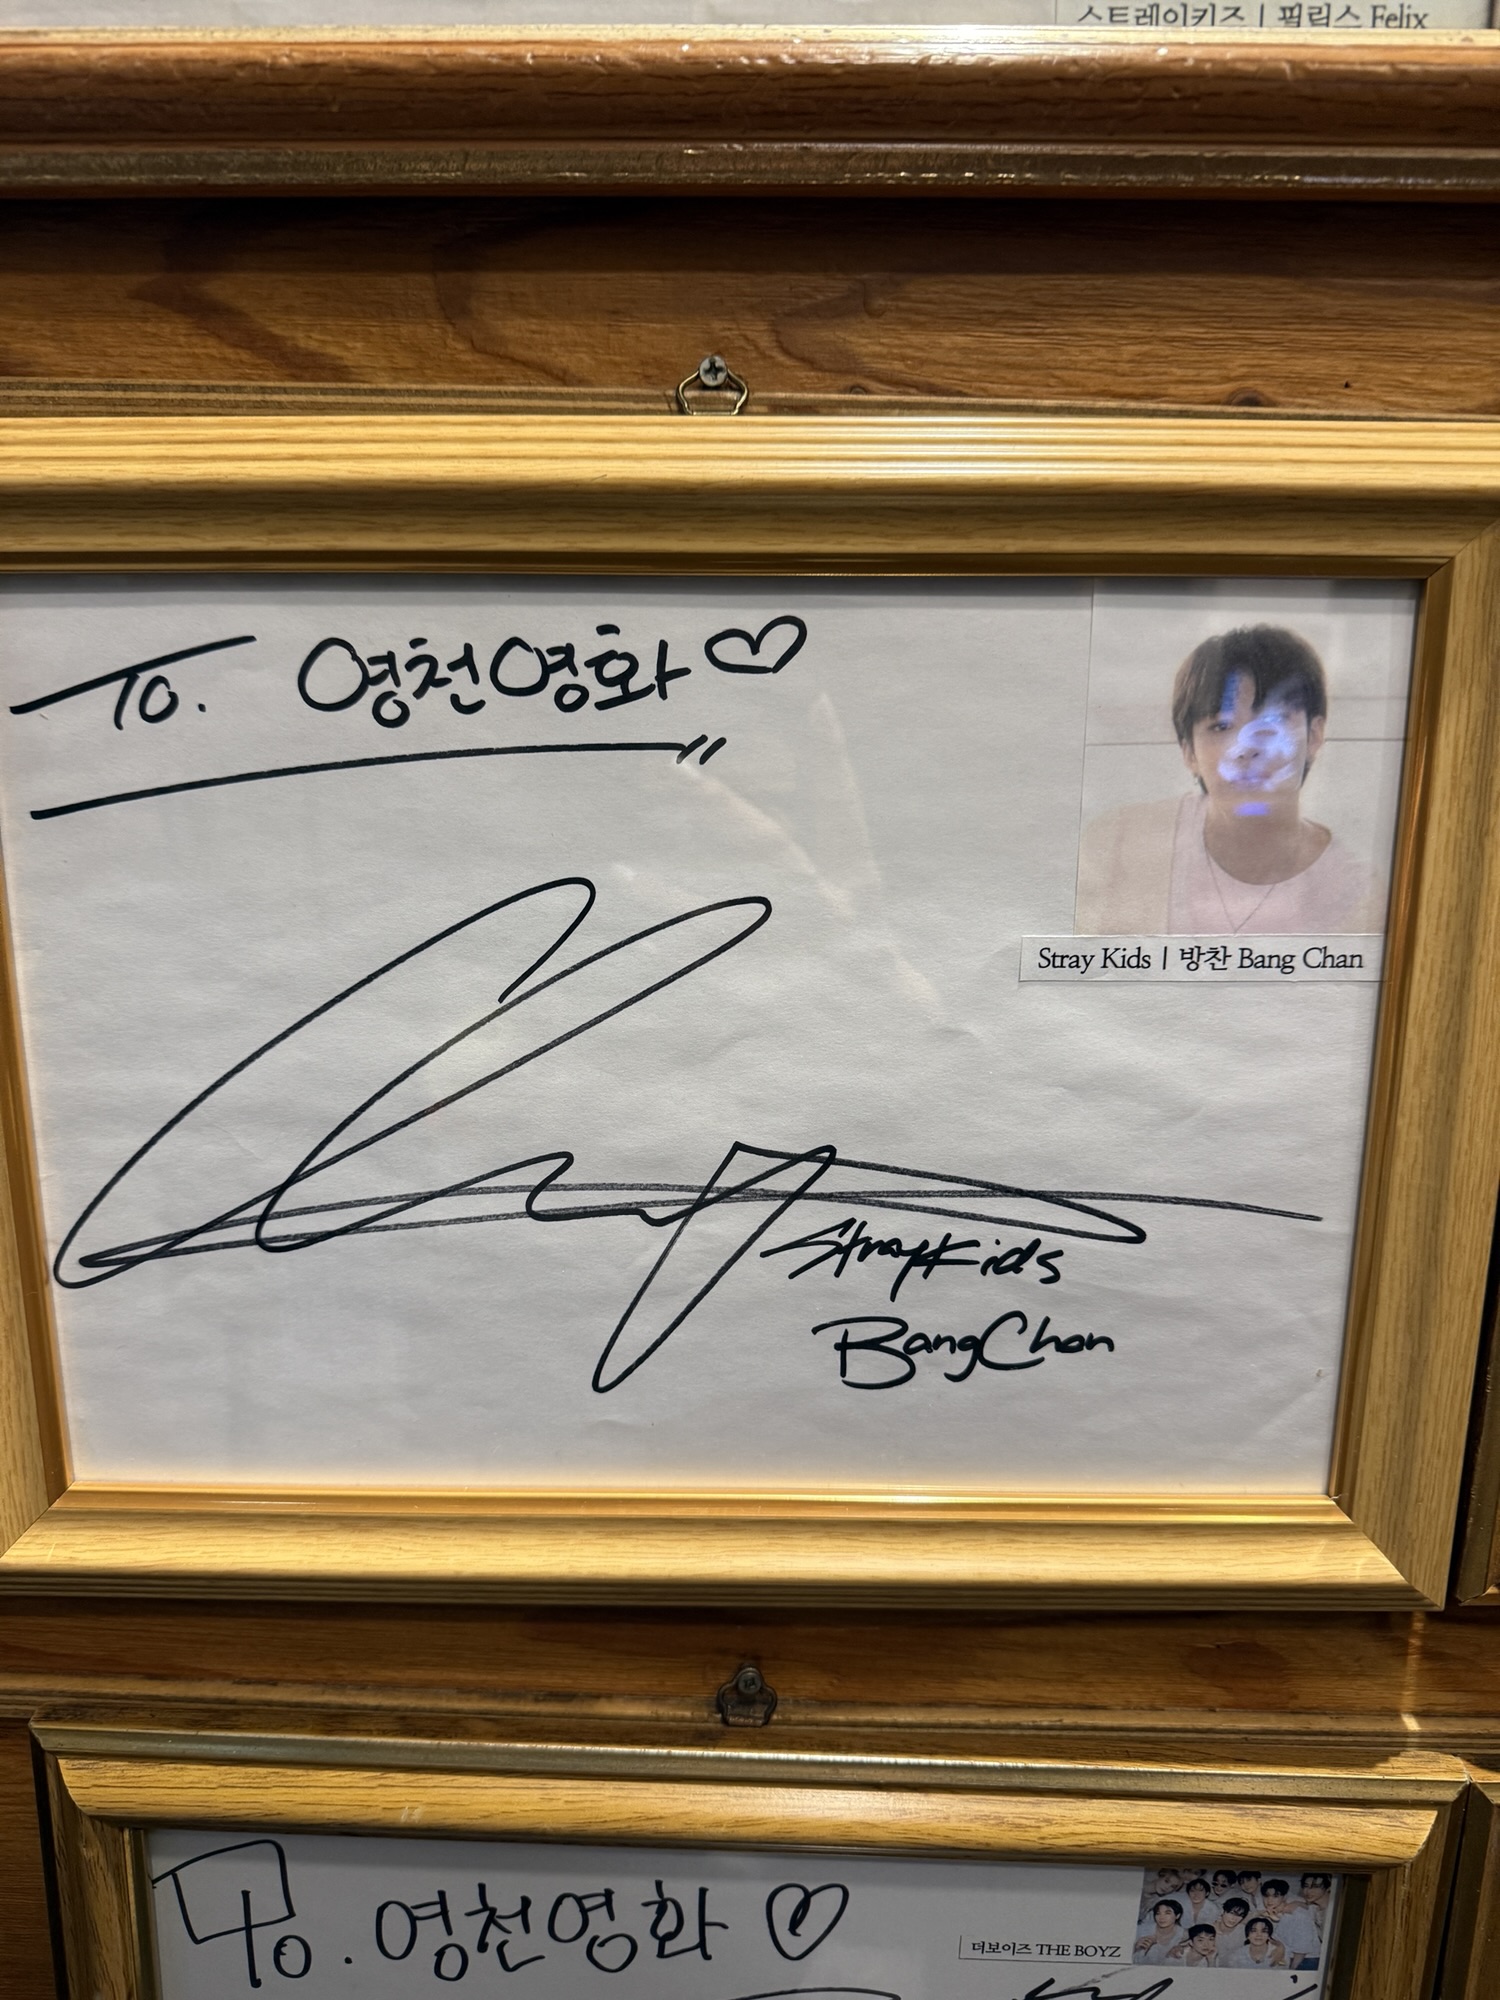 스트레이키즈 | 필릭스 Felix
To. 영천영화♡
Stray Kids | 방찬 Bang Chan
StrayKids
BangChan
To. 영천영화♡
더보이즈 THE BOYZ